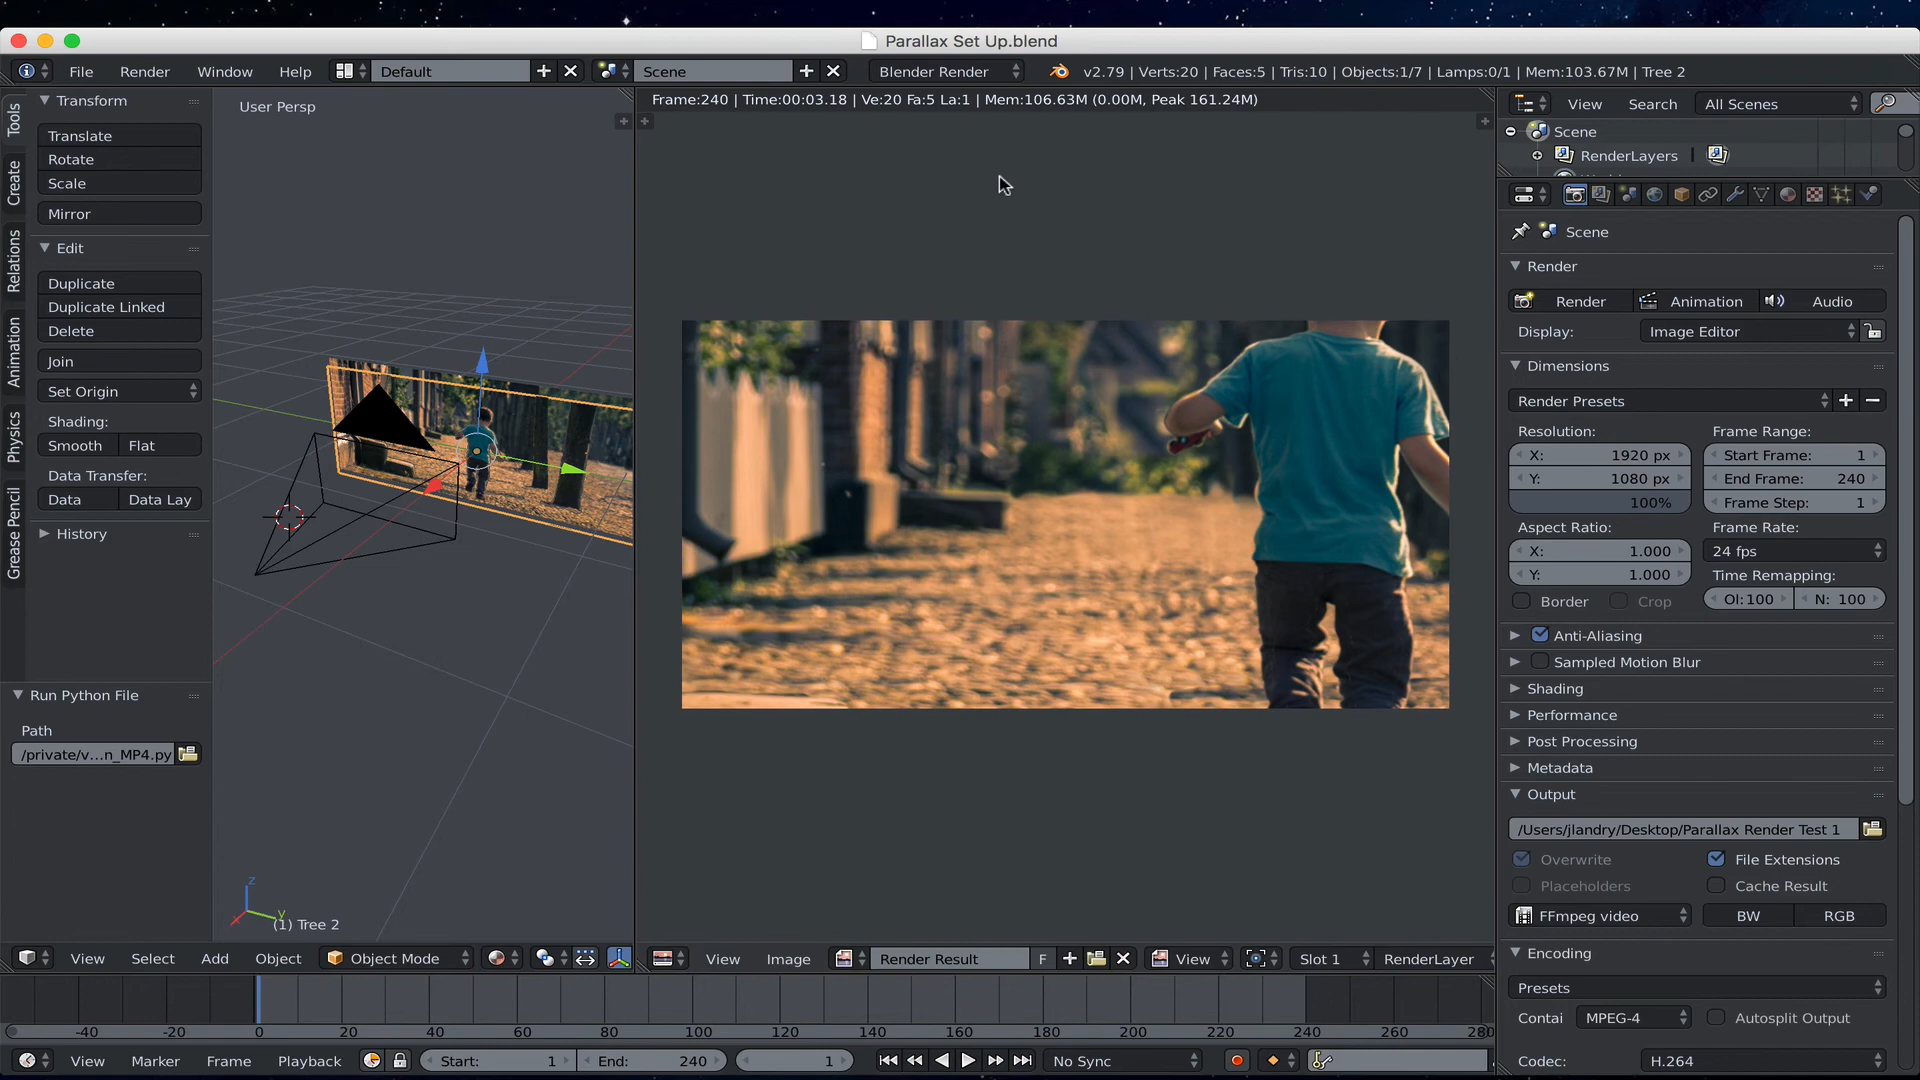 Parallax Set Up.blend
File Render Window Help Default Scene Blender Render v2.79 | Verts:20 | Faces:5 | Tris:10 | Objects:1/7 | Lamps:0/1 | Mem:103.67M | Tree 2
Tools
Create
Relations
Animation
Physics
Grease Pencil
Transform
Translate
Rotate
Scale
Mirror
Edit
Duplicate
Duplicate Linked
Delete
Join
Set Origin
Shading:
Smooth Flat
Data Transfer:
Data Data Lay
History
Run Python File
Path
/private/v...n_MP4.py
User Persp
z
x
y
(1) Tree 2
View Select Add Object Object Mode
Frame:240 | Time:00:03.18 | Ve:20 Fa:5 La:1 | Mem:106.63M (0.00M, Peak 161.24M)
View Image Render Result F View Slot 1 RenderLayer
View Search All Scenes
Scene
RenderLayers
Scene
Render
Render Animation Audio
Display: Image Editor
Dimensions
Render Presets
Resolution: Frame Range:
X: 1920 px Start Frame: 1
Y: 1080 px End Frame: 240
100% Frame Step: 1
Aspect Ratio: Frame Rate:
X: 1.000 24 fps
Y: 1.000 Time Remapping:
Border Crop Ol:100 N: 100
Anti-Aliasing
Sampled Motion Blur
Shading
Performance
Post Processing
Metadata
Output
/Users/jlandry/Desktop/Parallax Render Test 1
Overwrite File Extensions
Placeholders Cache Result
FFmpeg video BW RGB
Encoding
Presets
Contai MPEG-4 Autosplit Output
Codec: H.264
-40 -20 0 20 40 60 80 100 120 140 160 180 200 220 240 260 280
View Marker Frame Playback Start: 1 End: 240 1 No Sync